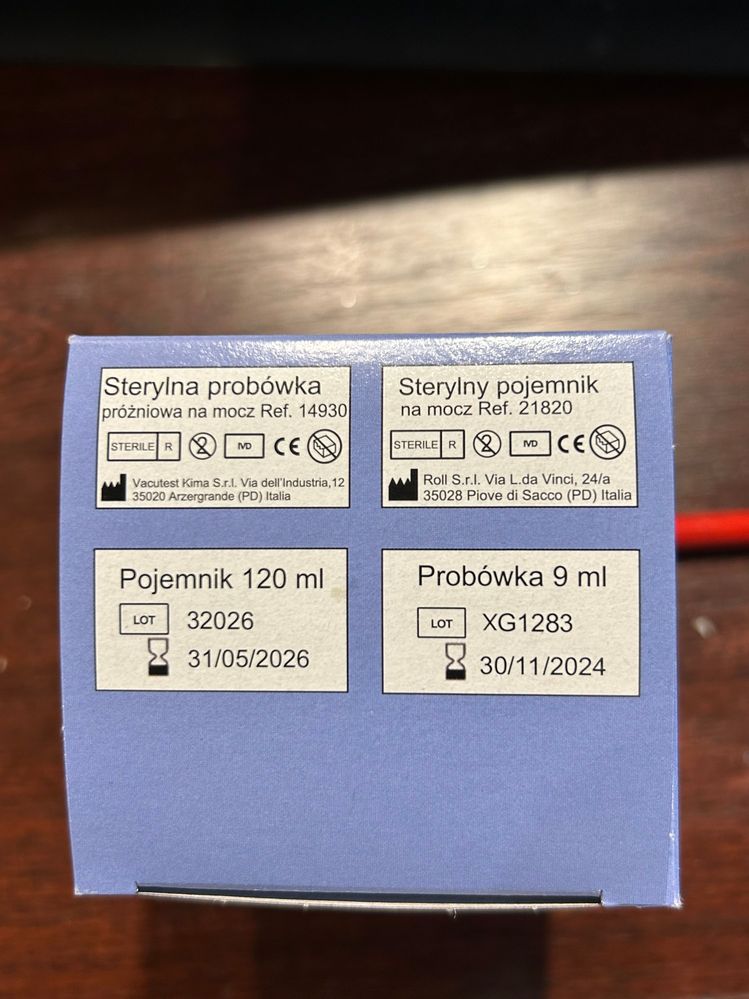 Sterylna probówka
próżniowa na mocz Ref. 14930
STERILE R 2 IVD CE
Vacutest Kima S.r.l. Via dell'Industria,12
35020 Arzergrande (PD) Italia
Sterylny pojemnik
na mocz Ref. 21820
STERILE R 2 IVD CE
Roll S.r.l. Via L.da Vinci, 24/a
35028 Piove di Sacco (PD) Italia
Pojemnik 120 ml
LOT 32026
31/05/2026
Probówka 9 ml
LOT XG1283
30/11/2024